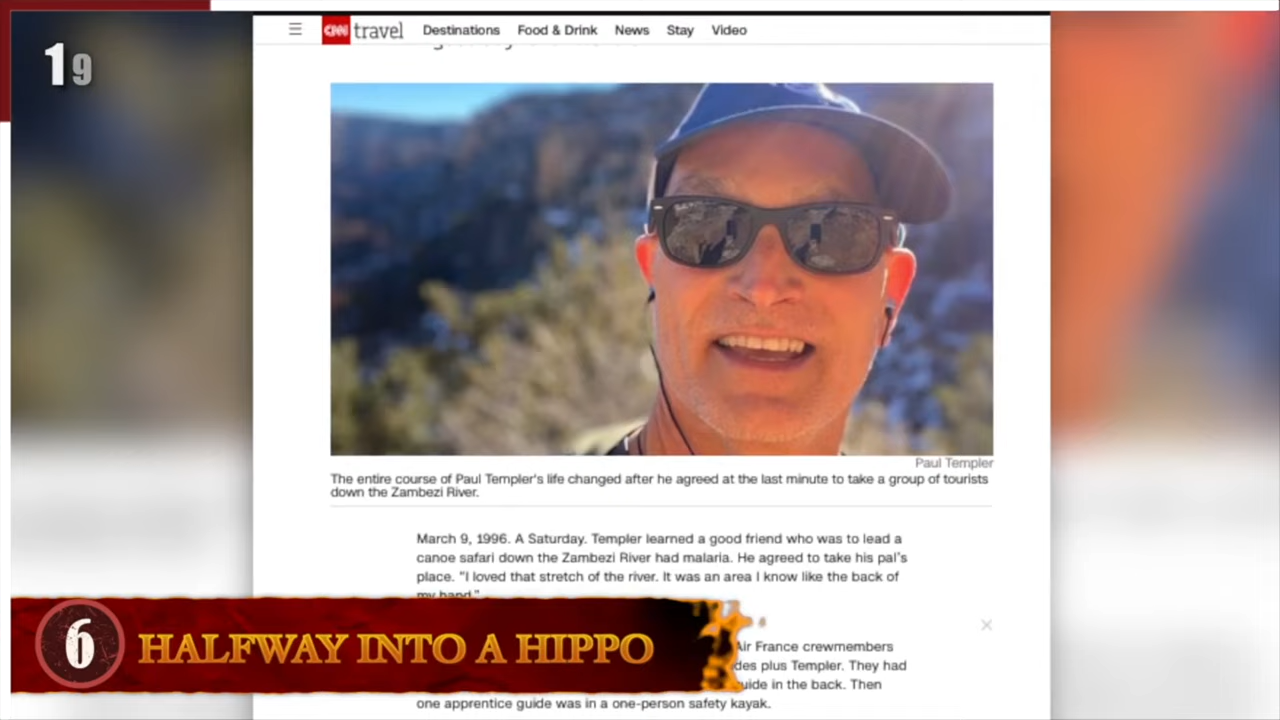 19
CNN travel Destinations Food & Drink News Stay Video
Paul Templer
The entire course of Paul Templer's life changed after he agreed at the last minute to take a group of tourists
down the Zambezi River.
March 9, 1996. A Saturday. Templer learned a good friend who was to lead a
canoe safari down the Zambezi River had malaria. He agreed to take his pal's
place. "I loved that stretch of the river. It was an area I know like the back of
my hand."
Air France crewmembers
plus Templer. They had
in the back. Then
one apprentice guide was in a one-person safety kayak.
6 HALFWAY INTO A HIPPO